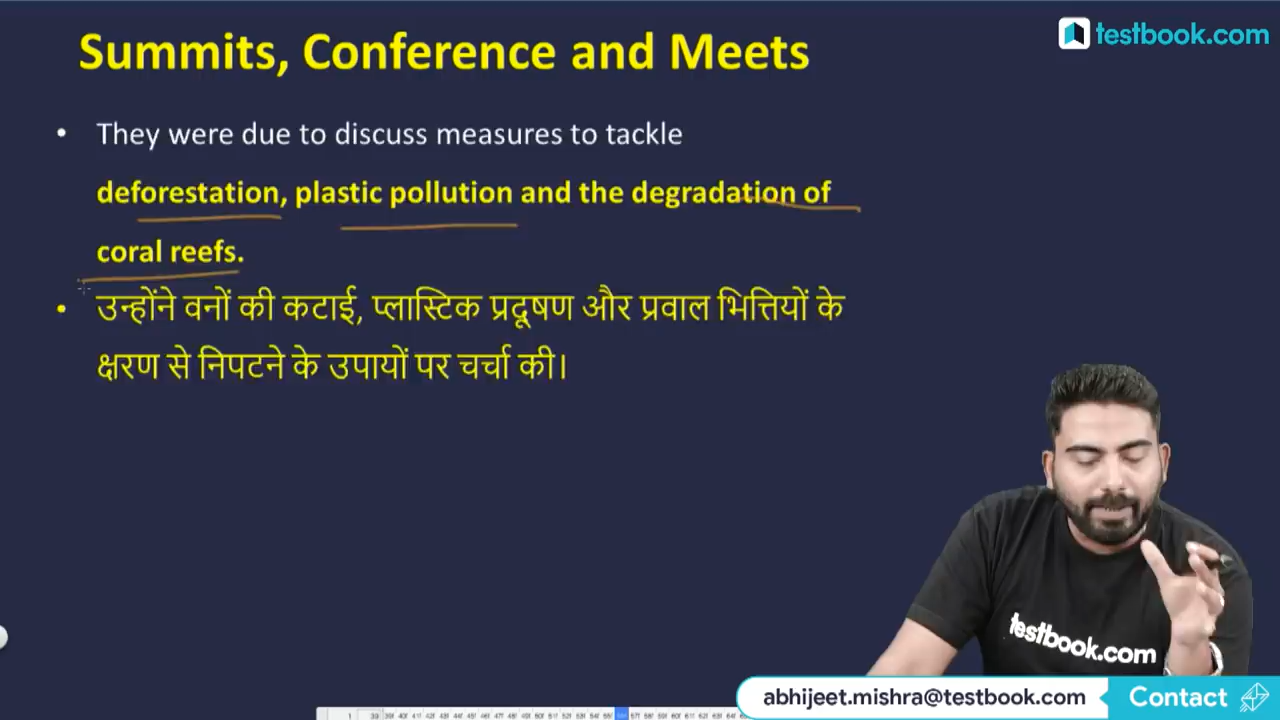 Summits, Conference and Meets
testbook.com
• They were due to discuss measures to tackle
deforestation, plastic pollution and the degradation of
coral reefs.
• उन्होंने वनों की कटाई, प्लास्टिक प्रदूषण और प्रवाल भित्तियों के
क्षरण से निपटने के उपायों पर चर्चा की।
testbook.com
abhijeet.mishra@testbook.com Contact